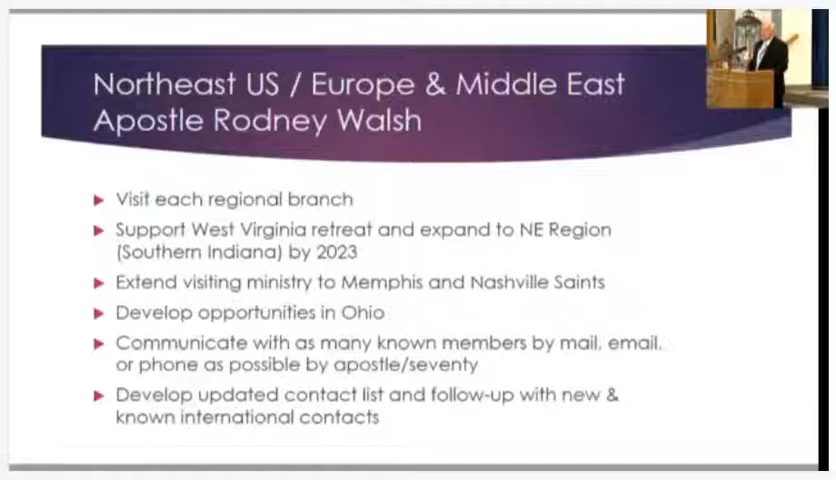 Northeast US / Europe & Middle East
Apostle Rodney Walsh
Visit each regional branch
Support West Virginia retreat and expand to NE Region
(Southern Indiana) by 2023
Extend visiting ministry to Memphis and Nashville Saints
Develop opportunities in Ohio
Communicate with as many known members by mail, email,
or phone as possible by apostle/seventy
Develop updated contact list and follow-up with new &
known international contacts